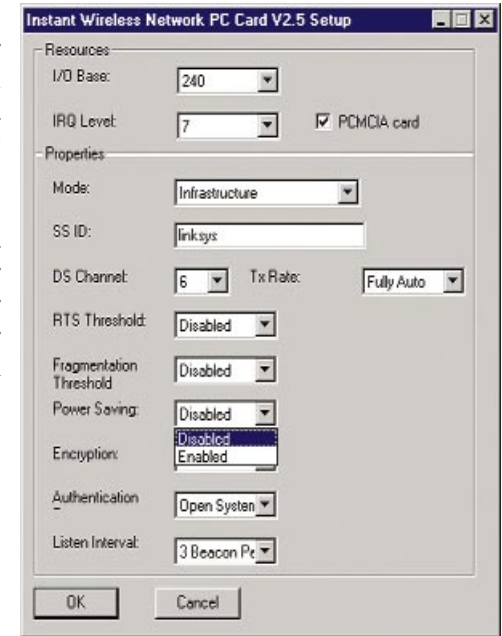 Instant Wireless Network PC Card V2.5 Setup
Resources
I/O Base: 240
IRQ Level: 7 PCMCIA card
Properties
Mode: Infrastructure
SS ID: linksys
DS Channel: 6 Tx Rate: Fully Auto
RTS Threshold: Disabled
Fragmentation
Threshold Disabled
Power Saving: Disabled
Disabled
Encryption: Enabled
Authentication Open System
Listen Interval: 3 Beacon Pe
OK Cancel